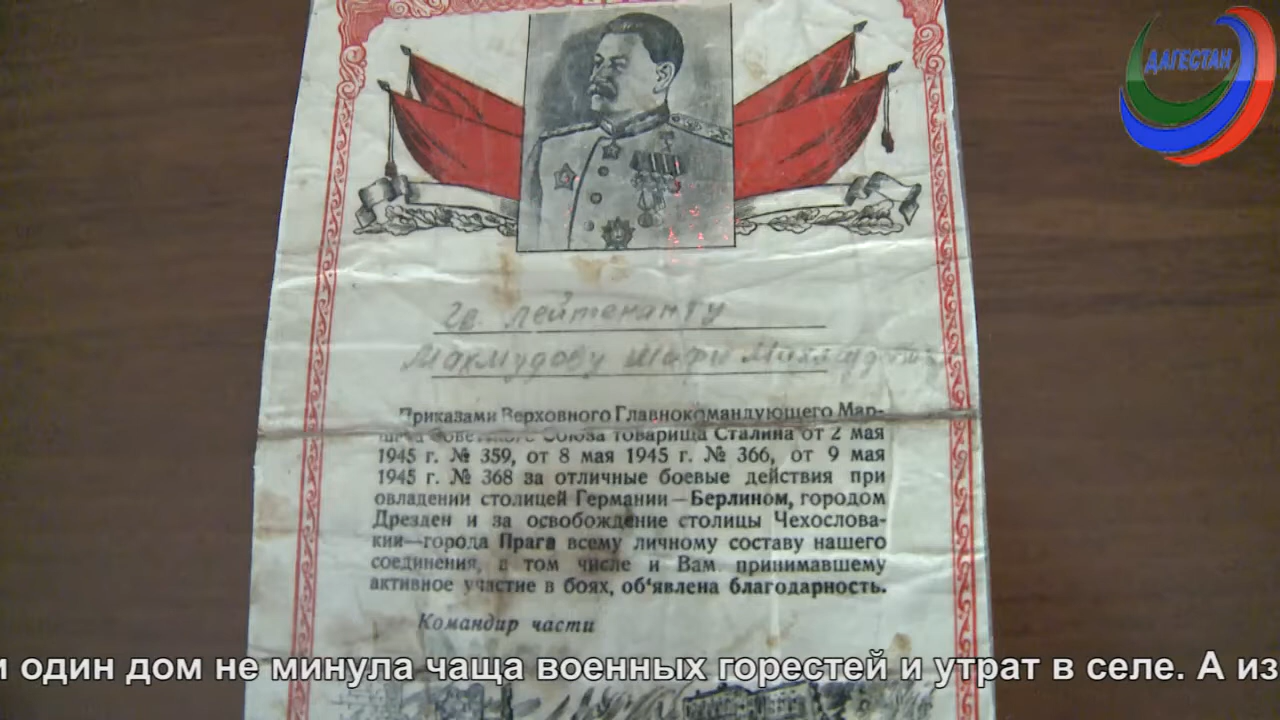 ДАГЕСТАН
Гв. лейтенанту
Махмудову Шафи
Приказами Верховного Главнокомандующего Мар-
шала Советского Союза товарища Сталина от 2 мая
1945 г. № 359, от 8 мая 1945 г. № 366, от 9 мая
1945 г. № 368 за отличные боевые действия при
овладении столицей Германии—Берлином, городом
Дрезден и за освобождение столицы Чехослова-
кии—города Прага всему личному составу нашего
соединения, в том числе и Вам, принимавшему
активное участие в боях, об‘явлена благодарность.
Командир части
и один дом не минула чаща военных горестей и утрат в селе. А из